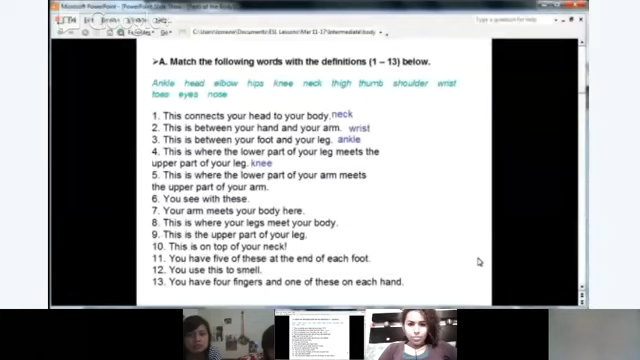 Type a question for help
➢A. Match the following words with the definitions (1 – 13) below.
Ankle head elbow hips knee neck thigh thumb shoulder wrist
toes eyes nose
1. This connects your head to your body. neck
2. This is between your hand and your arm. wrist
3. This is between your foot and your leg. ankle
4. This is where the lower part of your leg meets the
upper part of your leg. knee
5. This is where the lower part of your arm meets
the upper part of your arm.
6. You see with these.
7. Your arm meets your body here.
8. This is where your legs meet your body.
9. This is the upper part of your leg.
10. This is on top of your neck!
11. You have five of these at the end of each foot.
12. You use this to smell.
13. You have four fingers and one of these on each hand.